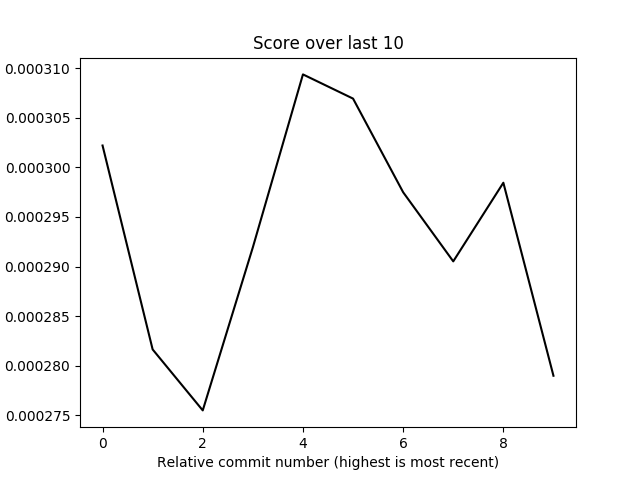 Score over last 10
0.000310
0.000305
0.000300
0.000295
0.000290
0.000285
0.000280
0.000275
0 2 4 6 8
Relative commit number (highest is most recent)